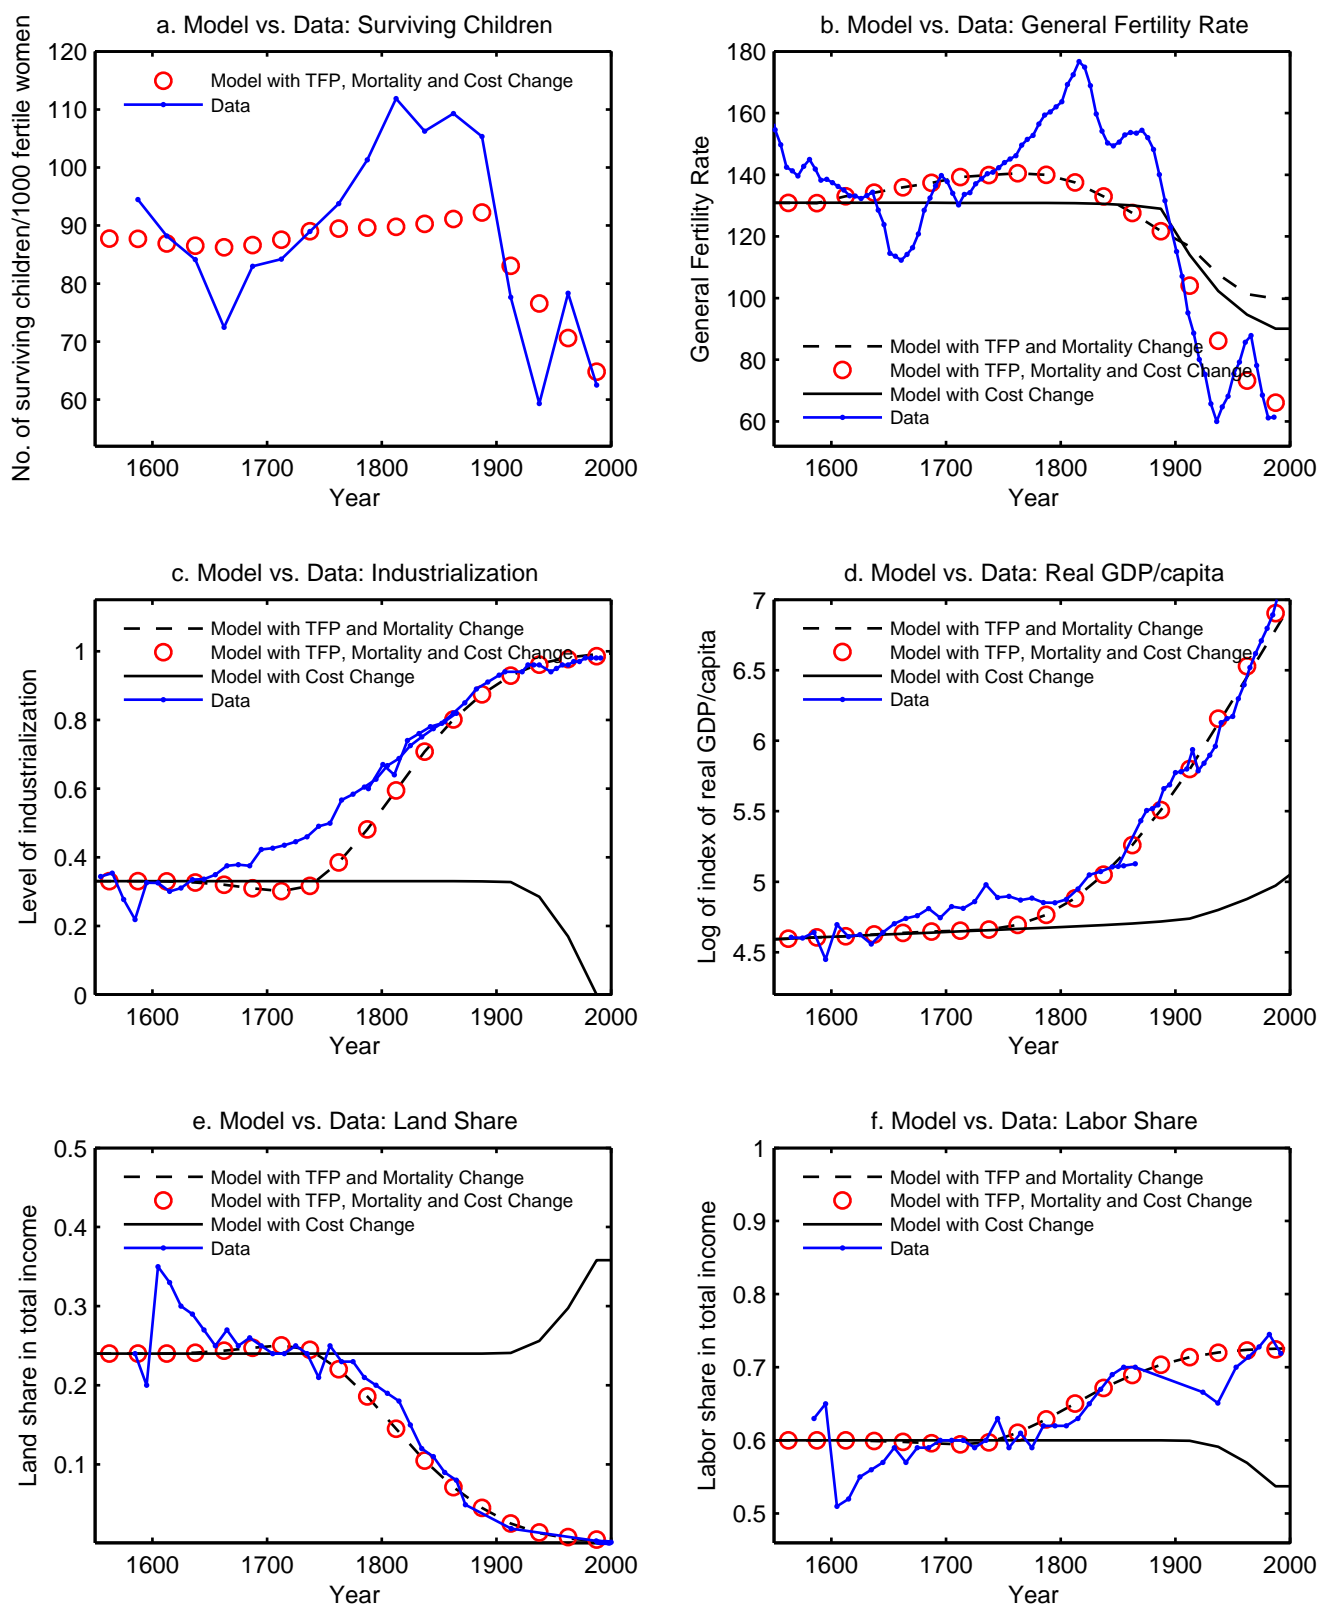 a. Model vs. Data: Surviving Children
120
110
100
90
80
70
60
No. of surviving children/1000 fertile women
Model with TFP, Mortality and Cost Change
Data
1600 1700 1800 1900 2000
Year
b. Model vs. Data: General Fertility Rate
180
160
140
120
100
80
60
General Fertility Rate
Model with TFP and Mortality Change
Model with TFP, Mortality and Cost Change
Model with Cost Change
Data
1600 1700 1800 1900 2000
Year
c. Model vs. Data: Industrialization
1
0.8
0.6
0.4
0.2
0
Level of industrialization
Model with TFP and Mortality Change
Model with TFP, Mortality and Cost Change
Model with Cost Change
Data
1600 1700 1800 1900 2000
Year
d. Model vs. Data: Real GDP/capita
7
6.5
6
5.5
5
4.5
Log of index of real GDP/capita
Model with TFP and Mortality Change
Model with TFP, Mortality and Cost Change
Model with Cost Change
Data
1600 1700 1800 1900 2000
Year
e. Model vs. Data: Land Share
0.5
0.4
0.3
0.2
0.1
Land share in total income
Model with TFP and Mortality Change
Model with TFP, Mortality and Cost Change
Model with Cost Change
Data
1600 1700 1800 1900 2000
Year
f. Model vs. Data: Labor Share
1
0.9
0.8
0.7
0.6
0.5
Labor share in total income
Model with TFP and Mortality Change
Model with TFP, Mortality and Cost Change
Model with Cost Change
Data
1600 1700 1800 1900 2000
Year